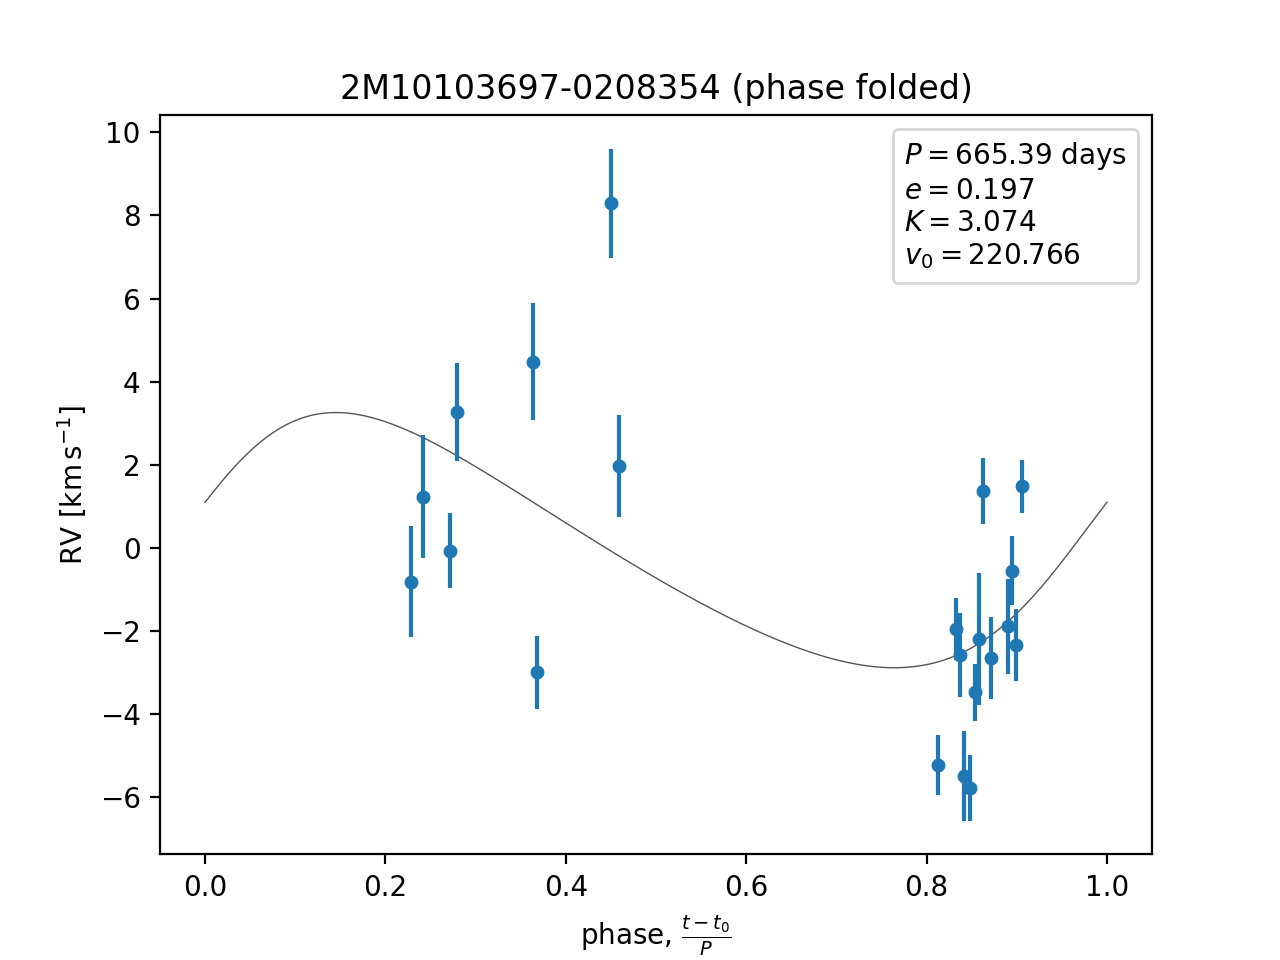 2M10103697-0208354 (phase folded)
P = 665.39 days
e = 0.197
K = 3.074
v₀ = 220.766
10
8
6
4
2
0
−2
−4
−6
RV [km s⁻¹]
0.0 0.2 0.4 0.6 0.8 1.0
phase, (t − t₀)/P